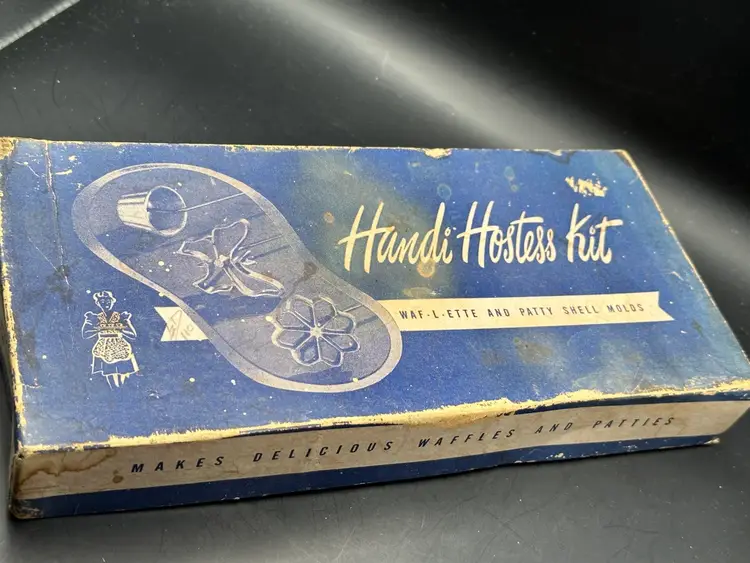 Handi Hostess Kit
WAF-L-ETTE AND PATTY SHELL MOLDS
MAKES DELICIOUS WAFFLES AND PATTIES